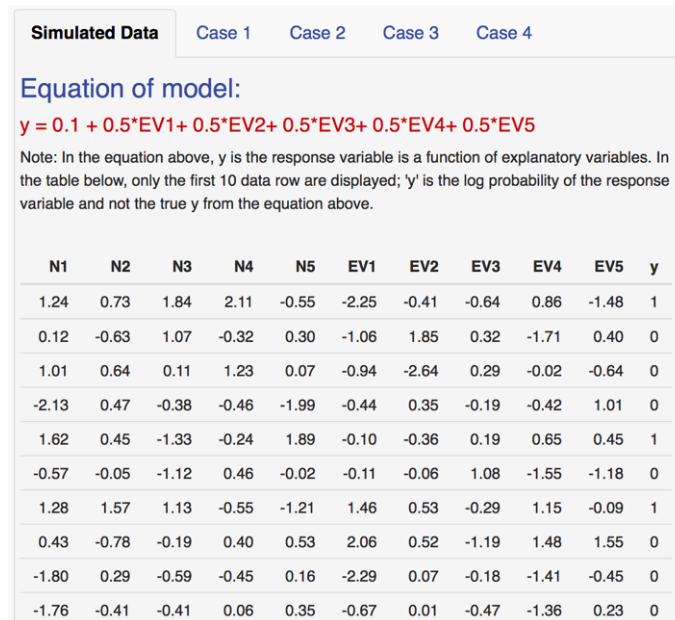 Simulated Data Case 1 Case 2 Case 3 Case 4
Equation of model:
y = 0.1 + 0.5*EV1+ 0.5*EV2+ 0.5*EV3+ 0.5*EV4+ 0.5*EV5
Note: In the equation above, y is the response variable is a function of explanatory variables. In
the table below, only the first 10 data row are displayed; 'y' is the log probability of the response
variable and not the true y from the equation above.
N1 N2 N3 N4 N5 EV1 EV2 EV3 EV4 EV5 y
1.24 0.73 1.84 2.11 -0.55 -2.25 -0.41 -0.64 0.86 -1.48 1
0.12 -0.63 1.07 -0.32 0.30 -1.06 1.85 0.32 -1.71 0.40 0
1.01 0.64 0.11 1.23 0.07 -0.94 -2.64 0.29 -0.02 -0.64 0
-2.13 0.47 -0.38 -0.46 -1.99 -0.44 0.35 -0.19 -0.42 1.01 0
1.62 0.45 -1.33 -0.24 1.89 -0.10 -0.36 0.19 0.65 0.45 1
-0.57 -0.05 -1.12 0.46 -0.02 -0.11 -0.06 1.08 -1.55 -1.18 0
1.28 1.57 1.13 -0.55 -1.21 1.46 0.53 -0.29 1.15 -0.09 1
0.43 -0.78 -0.19 0.40 0.53 2.06 0.52 -1.19 1.48 1.55 0
-1.80 0.29 -0.59 -0.45 0.16 -2.29 0.07 -0.18 -1.41 -0.45 0
-1.76 -0.41 -0.41 0.06 0.35 -0.67 0.01 -0.47 -1.36 0.23 0